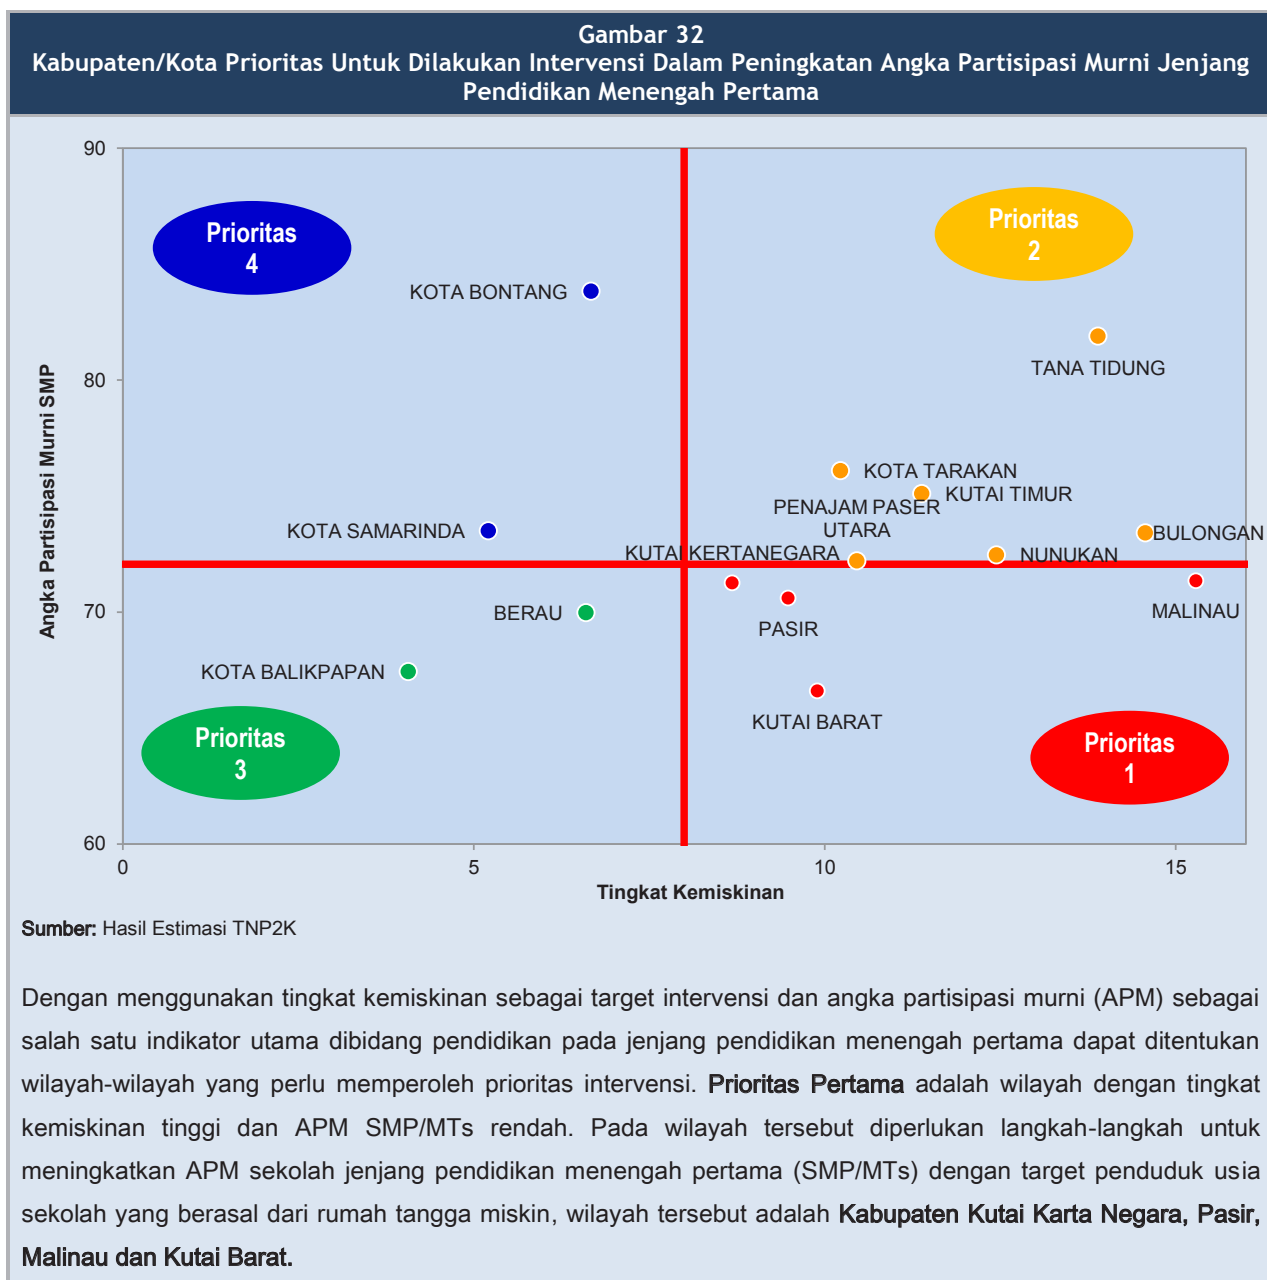 Gambar 32
Kabupaten/Kota Prioritas Untuk Dilakukan Intervensi Dalam Peningkatan Angka Partisipasi Murni Jenjang
Pendidikan Menengah Pertama
90
80
70
60
Angka Partisipasi Murni SMP
Prioritas
4
Prioritas
2
KOTA BONTANG
TANA TIDUNG
KOTA TARAKAN
KUTAI TIMUR
PENAJAM PASER
UTARA
KOTA SAMARINDA
BULONGAN
KUTAI KERTANEGARA
NUNUKAN
BERAU
PASIR
MALINAU
KOTA BALIKPAPAN
KUTAI BARAT
Prioritas
3
Prioritas
1
0
5
10
15
Tingkat Kemiskinan
Sumber: Hasil Estimasi TNP2K
Dengan menggunakan tingkat kemiskinan sebagai target intervensi dan angka partisipasi murni (APM) sebagai
salah satu indikator utama dibidang pendidikan pada jenjang pendidikan menengah pertama dapat ditentukan
wilayah-wilayah yang perlu memperoleh prioritas intervensi. Prioritas Pertama adalah wilayah dengan tingkat
kemiskinan tinggi dan APM SMP/MTs rendah. Pada wilayah tersebut diperlukan langkah-langkah untuk
meningkatkan APM sekolah jenjang pendidikan menengah pertama (SMP/MTs) dengan target penduduk usia
sekolah yang berasal dari rumah tangga miskin, wilayah tersebut adalah Kabupaten Kutai Karta Negara, Pasir,
Malinau dan Kutai Barat.